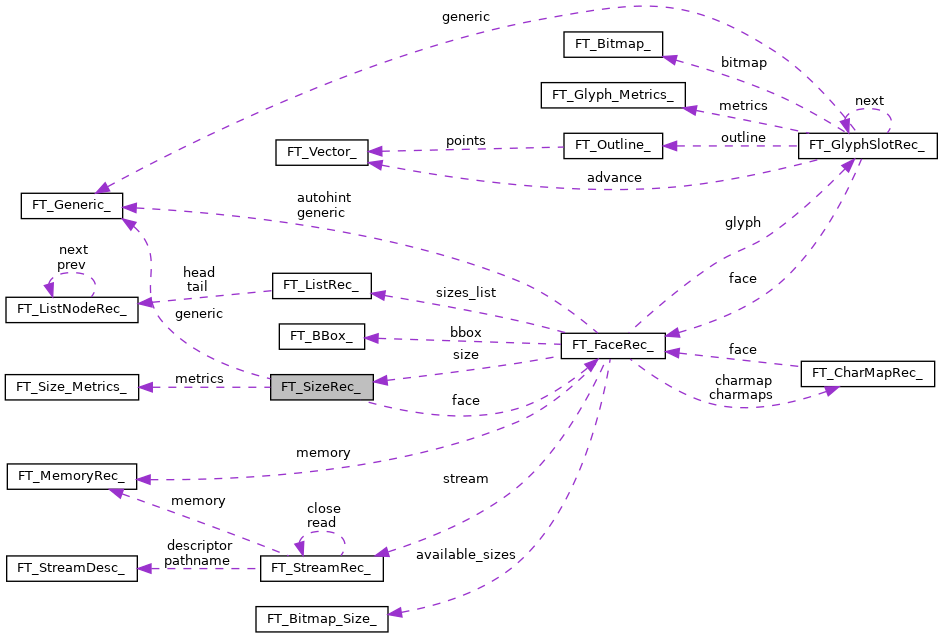 generic
FT_Bitmap_
bitmap
FT_Glyph_Metrics_
metrics
next
FT_Vector_
points
FT_Outline_
outline
FT_GlyphSlotRec_
advance
FT_Generic_
autohint
generic
glyph
next
prev
head
tail
FT_ListRec_
sizes_list
face
FT_ListNodeRec_
generic
FT_BBox_
bbox
size
FT_FaceRec_
face
FT_Size_Metrics_
metrics
FT_SizeRec_
face
charmap
charmaps
FT_CharMapRec_
FT_MemoryRec_
memory
stream
memory
close
read
FT_StreamDesc_
descriptor
pathname
FT_StreamRec_
available_sizes
FT_Bitmap_Size_